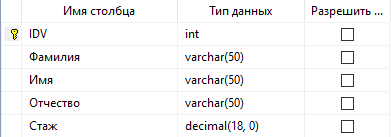 Имя столбца Тип данных Разрешить ...
IDV int
Фамилия varchar(50)
Имя varchar(50)
Отчество varchar(50)
Стаж decimal(18, 0)